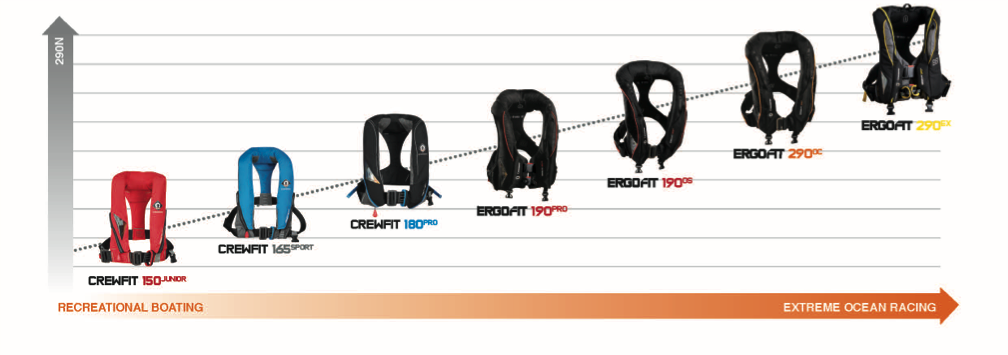 290N
ERGOFIT 290EX
ERGOFIT 290OC
ERGOFIT 190OS
ERGOFIT 190PRO
CREWFIT 180PRO
CREWFIT 165SPORT
CREWFIT 150JUNIOR
RECREATIONAL BOATING
EXTREME OCEAN RACING